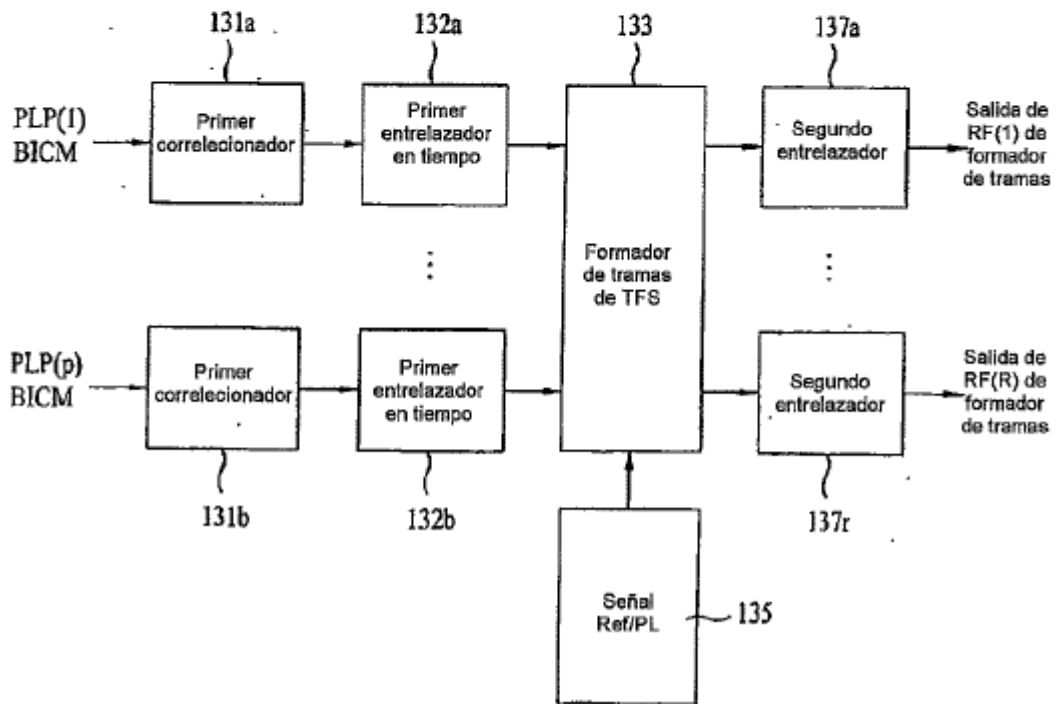 131a
132a
133
137a
PLP(1)
BICM
Primer
correlecionador
Primer
entrelazador
en tiempo
Formador
de tramas
de TFS
Segundo
entrelazador
Salida de
RF(1) de
formador
de tramas
PLP(p)
BICM
Primer
correlecionador
Primer
entrelazador
en tiempo
Segundo
entrelazador
Salida de
RF(R) de
formador
de tramas
131b
132b
137r
Señal
Ref/PL
135